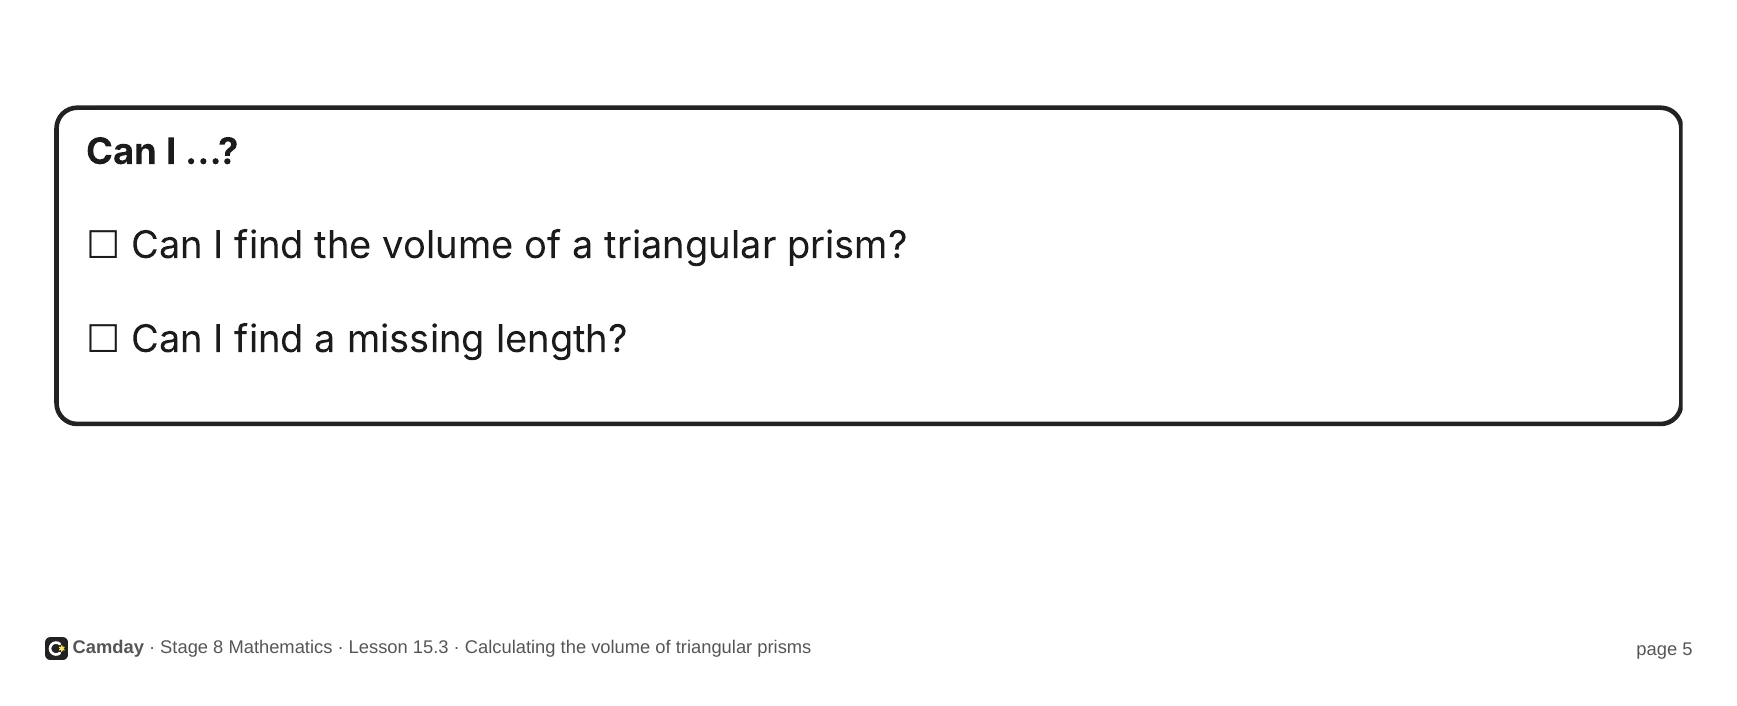 Can I ...?
☐ Can I find the volume of a triangular prism?
☐ Can I find a missing length?
Camday · Stage 8 Mathematics · Lesson 15.3 · Calculating the volume of triangular prisms
page 5